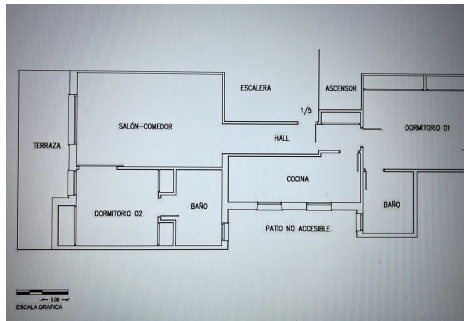 ESCALERA
ASCENSOR
1/5
SALÓN-COMEDOR
DORMITORIO 01
HALL
TERRAZA
COCINA
DORMITORIO 02
BAÑO
BAÑO
PATIO NO ACCESIBLE
ESCALA GRAFICA